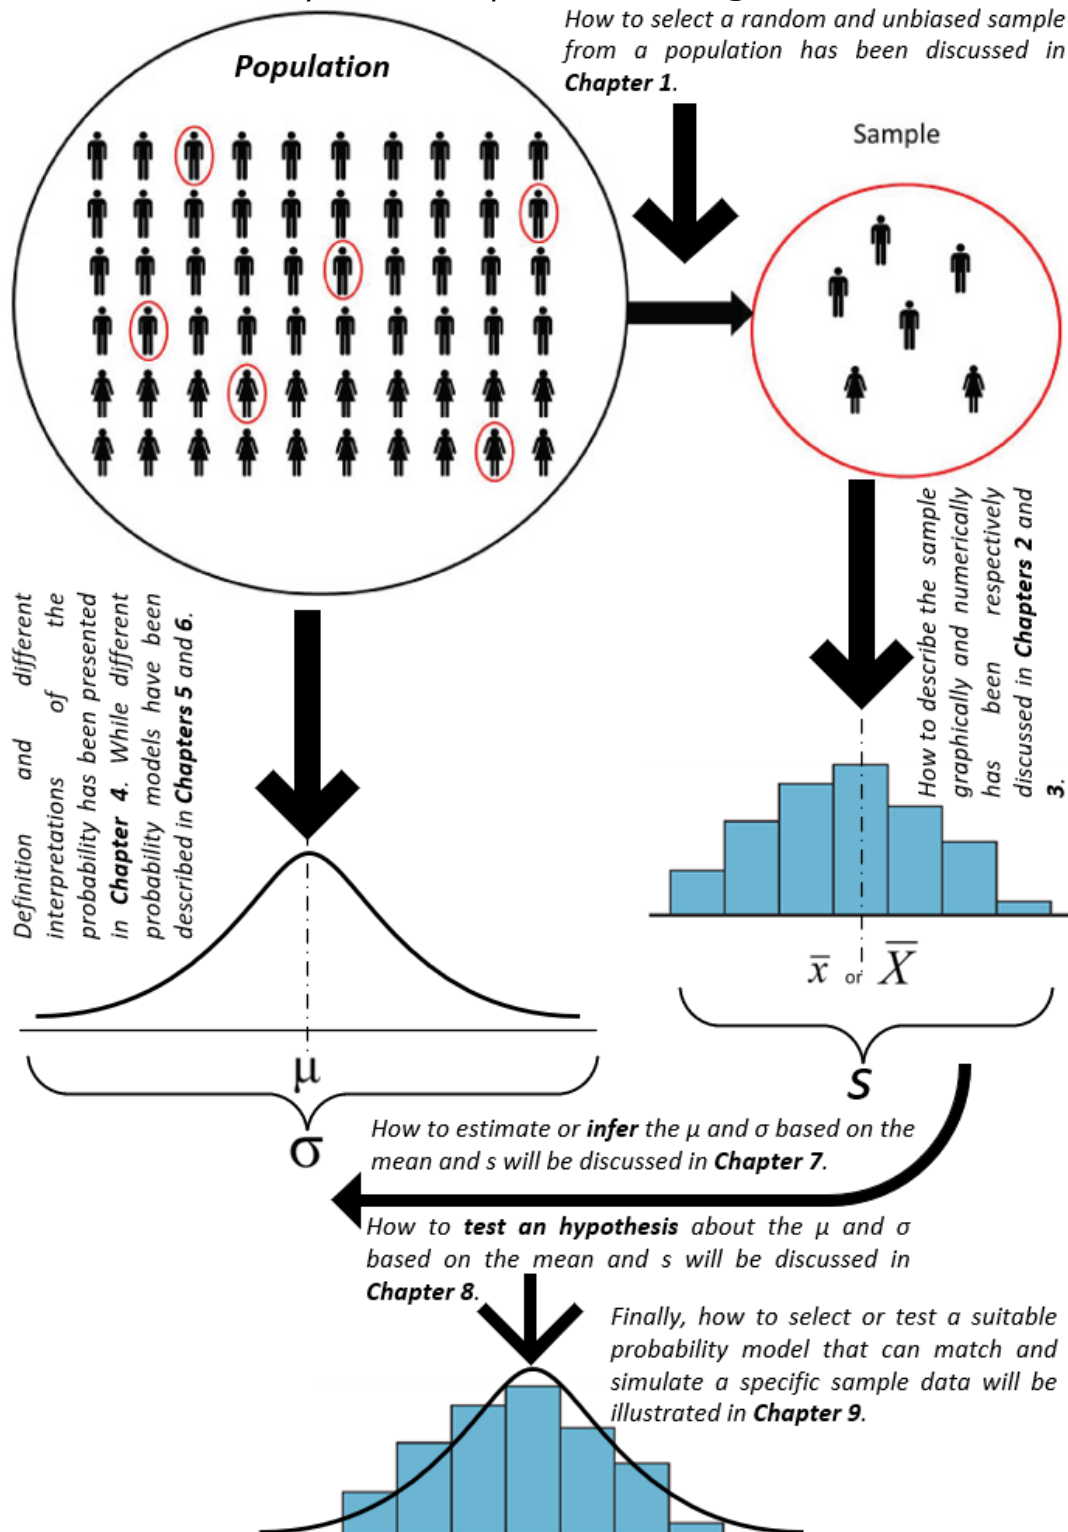 How to select a random and unbiased sample
from a population has been discussed in
Chapter 1.
Population
Sample
How to describe the sample
graphically and numerically
has been respectively
discussed in Chapters 2 and
3.
Definition and different
interpretations of the
probability has been presented
in Chapter 4. While different
probability models have been
described in Chapters 5 and 6.
x̅ or X̅
μ
s
σ
How to estimate or infer the μ and σ based on the
mean and s will be discussed in Chapter 7.
How to test an hypothesis about the μ and σ
based on the mean and s will be discussed in
Chapter 8.
Finally, how to select or test a suitable
probability model that can match and
simulate a specific sample data will be
illustrated in Chapter 9.